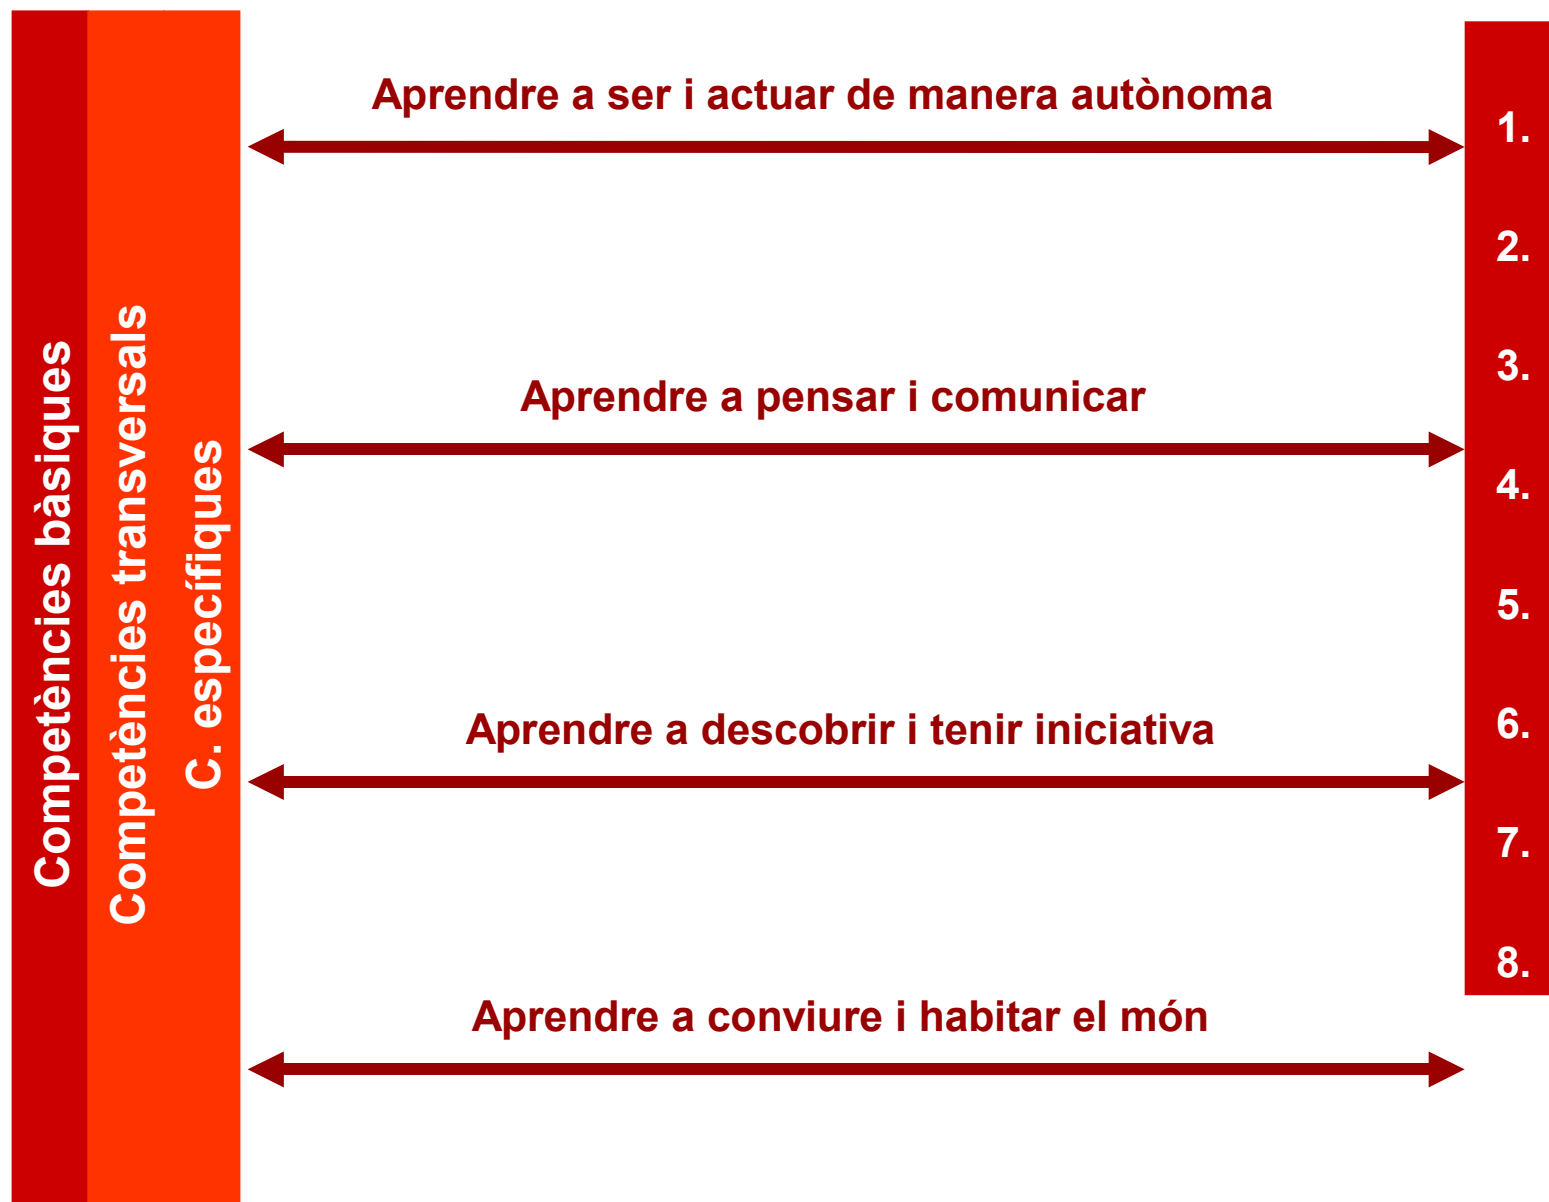 Competències bàsiques
Competències transversals
C. específiques
Aprendre a ser i actuar de manera autònoma
Aprendre a pensar i comunicar
Aprendre a descobrir i tenir iniciativa
Aprendre a conviure i habitar el món
1.
2.
3.
4.
5.
6.
7.
8.